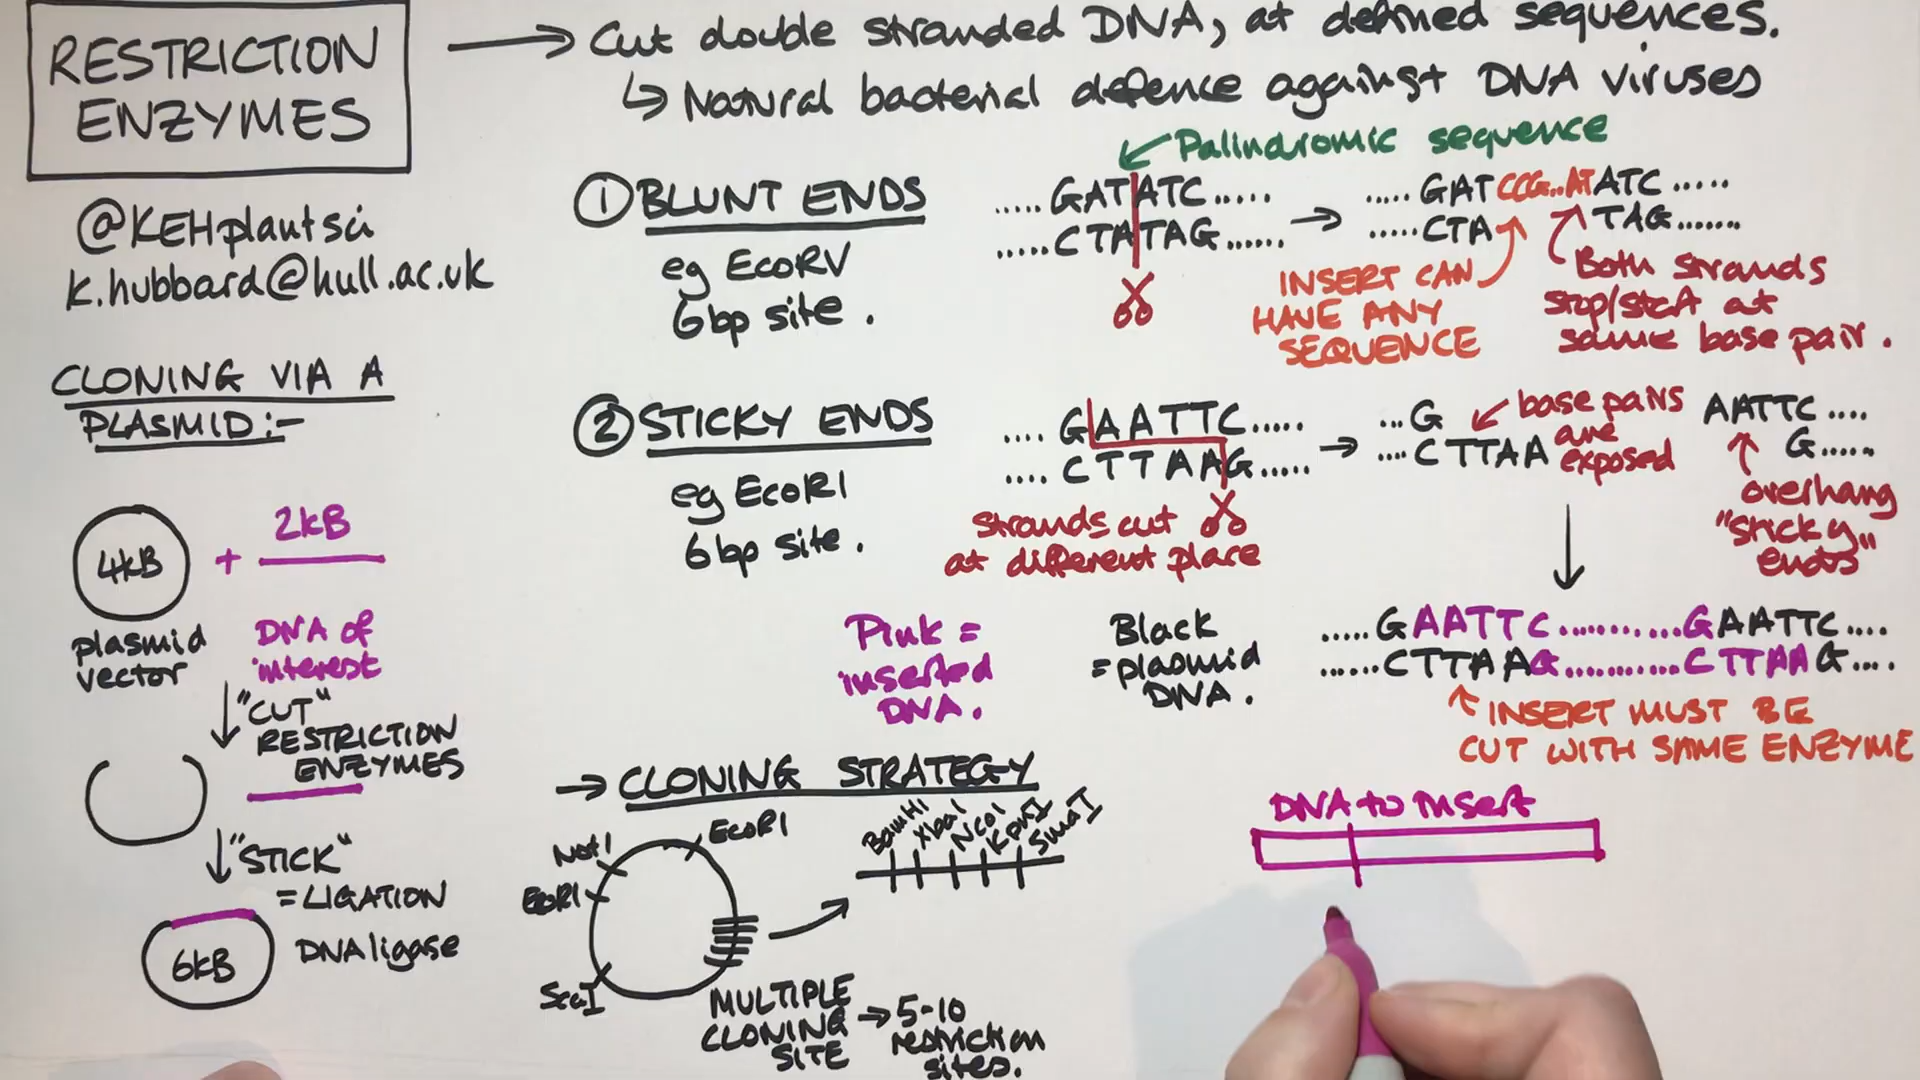 RESTRICTION
ENZYMES
→ Cut double stranded DNA, at defined sequences.
↳ Natural bacterial defence against DNA viruses
@KEHplantsci
k.hubbard@hull.ac.uk
CLONING VIA A
PLASMID:-
4kB
+
2kB
plasmid
vector
DNA of
interest
"CUT"
RESTRICTION
ENZYMES
"STICK"
=LIGATION
DNA ligase
6kB
Palindromic sequence
① BLUNT ENDS
eg EcoRV
6bp site.
.....GATATC.....
.....CTATAG......
→
.....GATCCG..ATATC.....
.....CTA
TAG.......
INSERT CAN
HAVE ANY
SEQUENCE
Both strands
stop/start at
same base pair.
② STICKY ENDS
eg EcoRI
6bp site.
....GAATTC.....
....CTTAAG.....
strands cut
at different place
→
...G
....CTTAA
base pairs
are
exposed
AATTC....
G.....
overhang
"sticky"
ends
Pink =
inserted
DNA.
Black
=plasmid
DNA.
.....GAATTC..........GAATTC....
......CTTAAG...........CTTAAG....
INSERT MUST BE
CUT WITH SAME ENZYME
→ CLONING STRATEGY
NotI
EcoRI
EcoRI
ScaI
BamHI
XbaI
NCOI
KpnI
SmaI
MULTIPLE
CLONING
SITE
→ 5-10
restriction
sites.
DNA to insert